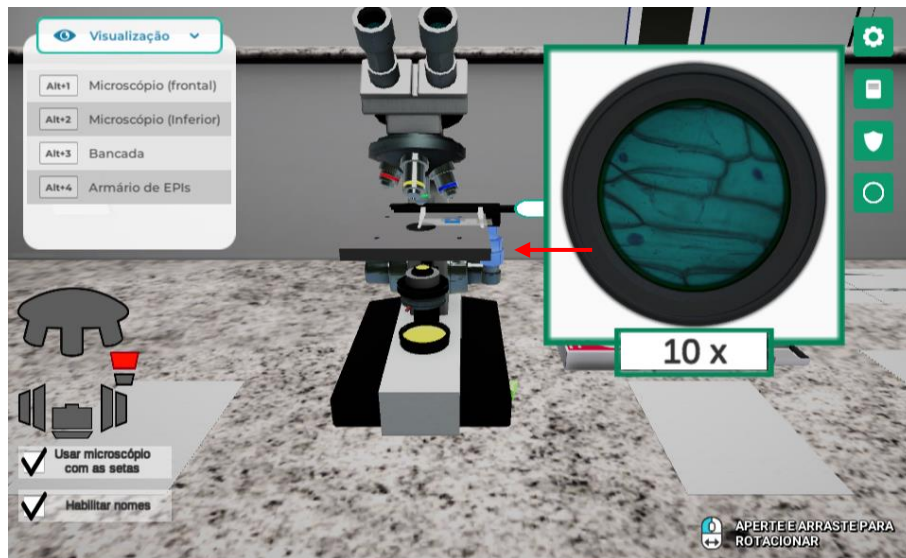 Visualização
Alt+1 Microscópio (frontal)
Alt+2 Microscópio (Inferior)
Alt+3 Bancada
Alt+4 Armário de EPIs
10 x
Usar microscópio
com as setas
Habilitar nomes
APERTE E ARRASTE PARA
ROTACIONAR